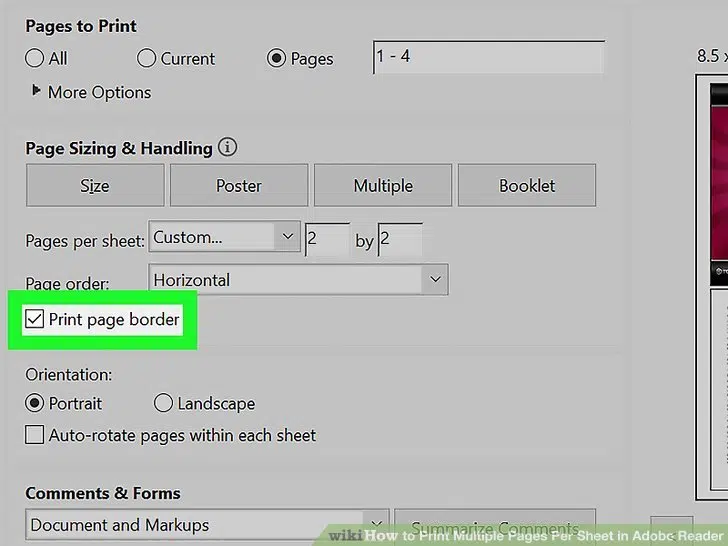 Pages to Print
All Current Pages 1 - 4
More Options
8.5 x
Page Sizing & Handling
Size Poster Multiple Booklet
Pages per sheet: Custom... 2 by 2
Page order: Horizontal
Print page border
Orientation:
Portrait Landscape
Auto-rotate pages within each sheet
Comments & Forms
Document and Markups Summarize Comments
wikiHow to Print Multiple Pages Per Sheet in Adobe Reader